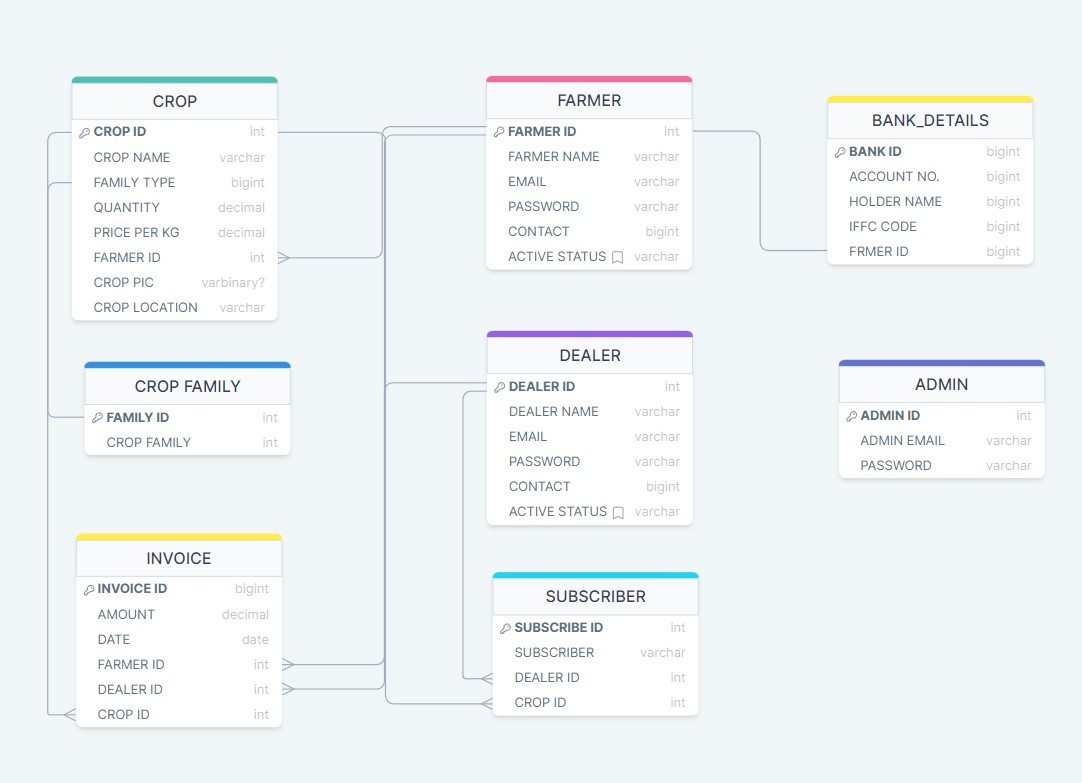 CROP
CROP ID int
CROP NAME varchar
FAMILY TYPE bigint
QUANTITY decimal
PRICE PER KG decimal
FARMER ID int
CROP PIC varbinary?
CROP LOCATION varchar
FARMER
FARMER ID int
FARMER NAME varchar
EMAIL varchar
PASSWORD varchar
CONTACT bigint
ACTIVE STATUS varchar
BANK_DETAILS
BANK ID bigint
ACCOUNT NO. bigint
HOLDER NAME bigint
IFFC CODE bigint
FRMER ID bigint
CROP FAMILY
FAMILY ID int
CROP FAMILY int
DEALER
DEALER ID int
DEALER NAME varchar
EMAIL varchar
PASSWORD varchar
CONTACT bigint
ACTIVE STATUS varchar
ADMIN
ADMIN ID int
ADMIN EMAIL varchar
PASSWORD varchar
INVOICE
INVOICE ID bigint
AMOUNT decimal
DATE date
FARMER ID int
DEALER ID int
CROP ID int
SUBSCRIBER
SUBSCRIBE ID int
SUBSCRIBER varchar
DEALER ID int
CROP ID int